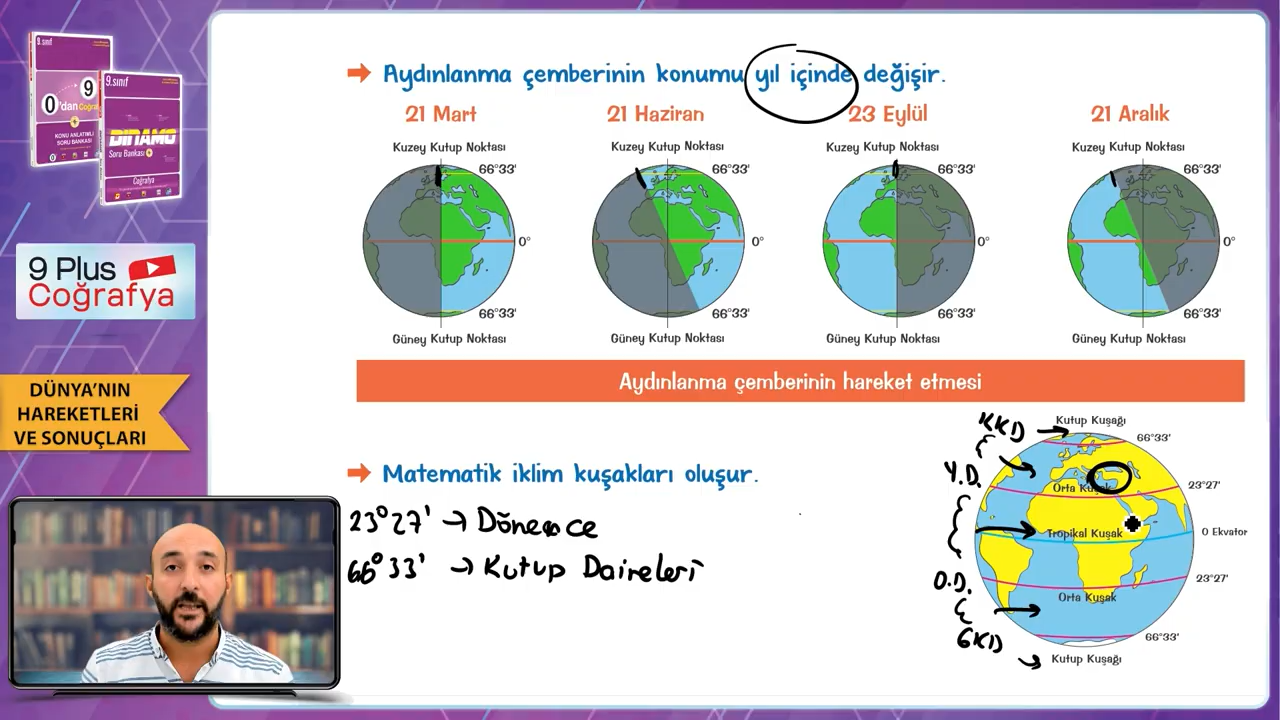 9.sınıf
0'dan
9
Coğrafya
KONU ANLATIMLI
SORU BANKASI
9.sınıf
DİNAMO
Soru Bankası
Coğrafya
9 Plus
Coğrafya
DÜNYA'NIN
HAREKETLERİ
VE SONUÇLARI
Aydınlanma çemberinin konumu yıl içinde değişir.
21 Mart 21 Haziran 23 Eylül 21 Aralık
Kuzey Kutup Noktası Kuzey Kutup Noktası Kuzey Kutup Noktası Kuzey Kutup Noktası
66°33' 66°33' 66°33' 66°33'
0° 0° 0° 0°
66°33' 66°33' 66°33' 66°33'
Güney Kutup Noktası Güney Kutup Noktası Güney Kutup Noktası Güney Kutup Noktası
Aydınlanma çemberinin hareket etmesi
Matematik iklim kuşakları oluşur.
23°27' → Dönence
66°33' → Kutup Daireleri
Kutup Kuşağı
KKD
66°33'
Y.D.
Orta Kuşak
23°27'
Tropikal Kuşak
0 Ekvator
O.D.
23°27'
Orta Kuşak
GKD
66°33'
Kutup Kuşağı